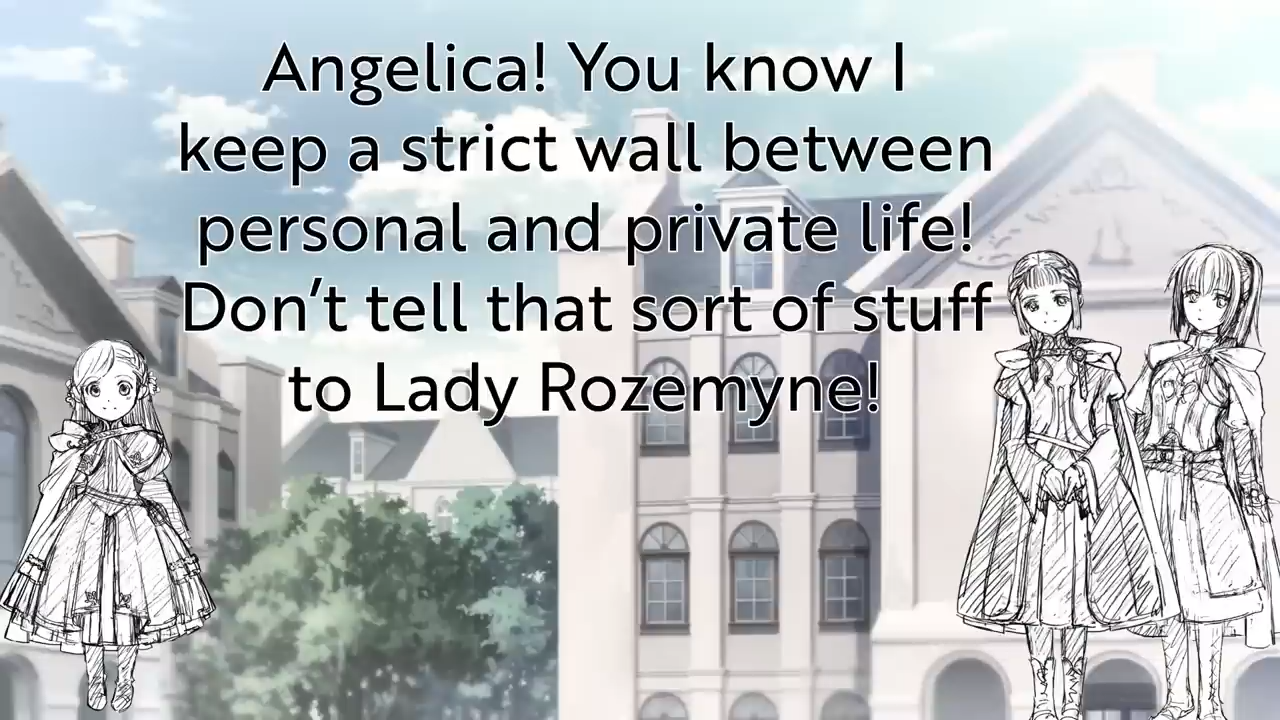 Angelica! You know I
keep a strict wall between
personal and private life!
Don’t tell that sort of stuff
to Lady Rozemyne!